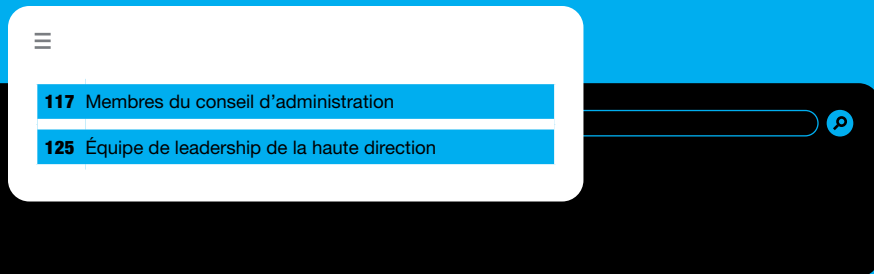 117 Membres du conseil d’administration
125 Équipe de leadership de la haute direction